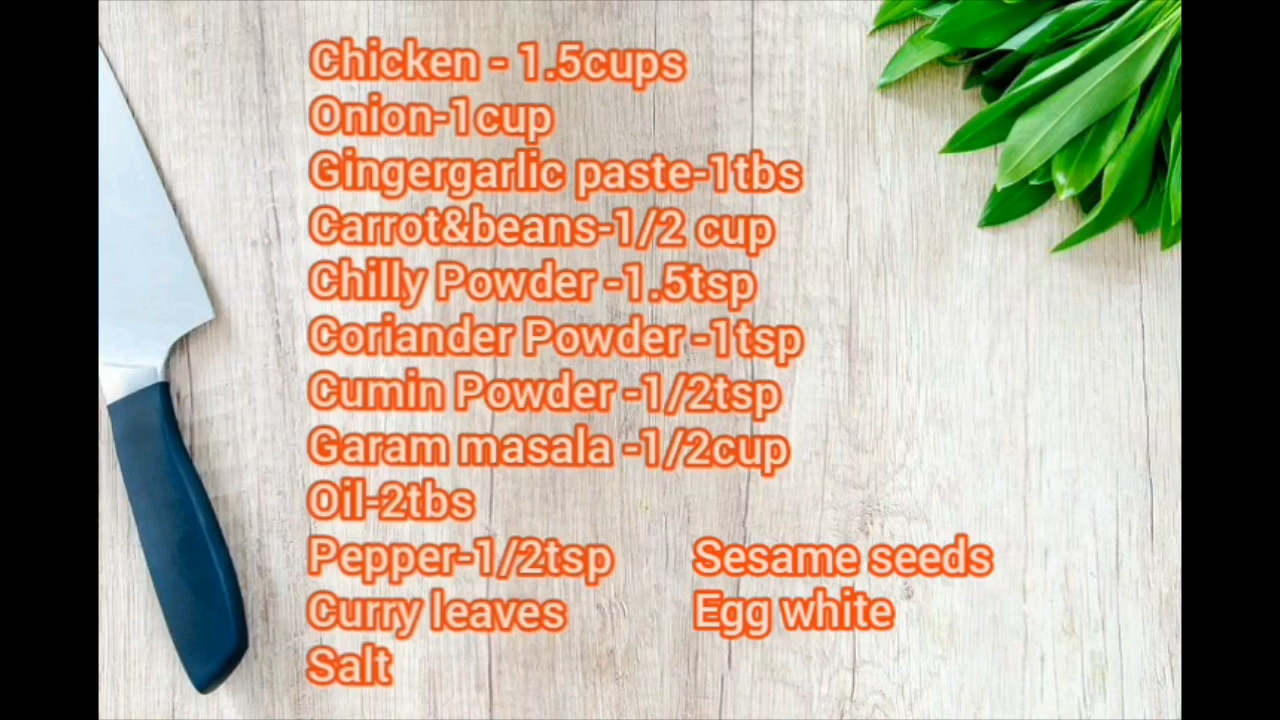 Chicken - 1.5cups
Onion-1cup
Gingergarlic paste-1tbs
Carrot&beans-1/2 cup
Chilly Powder -1.5tsp
Coriander Powder -1tsp
Cumin Powder -1/2tsp
Garam masala -1/2cup
Oil-2tbs
Pepper-1/2tsp
Curry leaves
Salt
Sesame seeds
Egg white